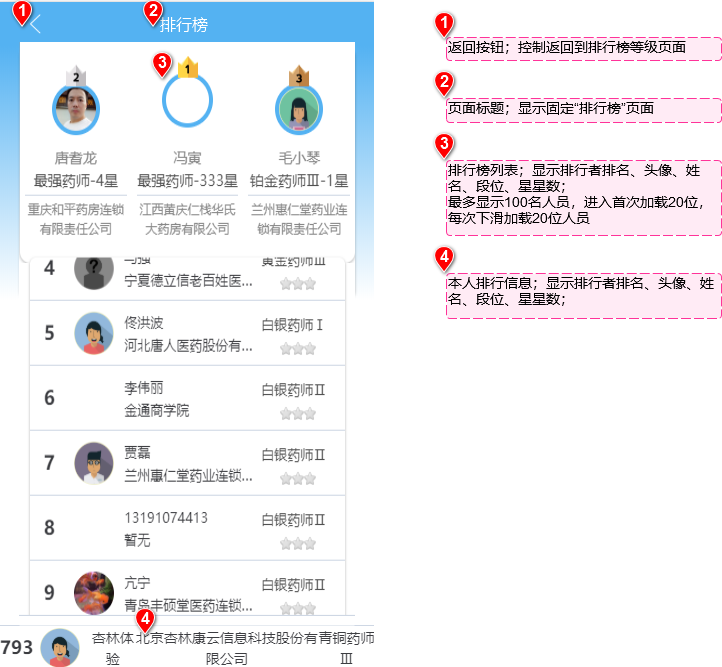 1
2
排行榜
3
2
1
3
唐耆龙
冯寅
毛小琴
最强药师-4星
最强药师-333星
铂金药师Ⅲ-1星
重庆和平药房连锁
有限责任公司
江西黄庆仁栈华氏
大药房有限公司
兰州惠仁堂药业连
锁有限责任公司
4
黄金药师Ⅲ
宁夏德立信老百姓医...
5
佟洪波
白银药师Ⅰ
河北唐人医药股份有...
6
李伟丽
白银药师Ⅱ
金通商学院
7
贾磊
白银药师Ⅱ
兰州惠仁堂药业连锁...
8
13191074413
白银药师Ⅱ
暂无
9
亢宁
白银药师Ⅱ
青岛丰硕堂医药连锁...
4
793
杏林体
验
北京杏林康云信息科技股份有
限公司
青铜药师
Ⅲ
1
返回按钮；控制返回到排行榜等级页面
2
页面标题；显示固定“排行榜”页面
3
排行榜列表；显示排行者排名、头像、姓
名、段位、星星数；
最多显示100名人员，进入首次加载20位，
每次下滑加载20位人员
4
本人排行信息；显示排行者排名、头像、姓
名、段位、星星数；